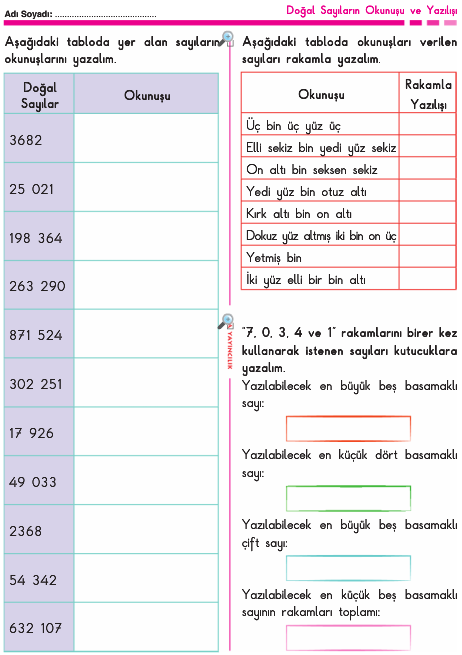 Adı Soyadı: ......................................
Doğal Sayıların Okunuşu ve Yazılışı
Aşağıdaki tabloda yer alan sayıların
okunuşlarını yazalım.
Doğal
Sayılar
Okunuşu
3682
25 021
198 364
263 290
871 524
302 251
17 926
49 033
2368
54 342
632 107
Aşağıdaki tabloda okunuşları verilen
sayıları rakamla yazalım.
Okunuşu
Rakamla
Yazılışı
Üç bin üç yüz üç
Elli sekiz bin yedi yüz sekiz
On altı bin seksen sekiz
Yedi yüz bin otuz altı
Kırk altı bin on altı
Dokuz yüz altmış iki bin on üç
Yetmiş bin
İki yüz elli bir bin altı
YAYINCILIK
"7, 0, 3, 4 ve 1" rakamlarını birer kez
kullanarak istenen sayıları kutucuklara
yazalım.
Yazılabilecek en büyük beş basamaklı
sayı:
Yazılabilecek en küçük dört basamaklı
sayı:
Yazılabilecek en büyük beş basamaklı
çift sayı:
Yazılabilecek en küçük beş basamaklı
sayının rakamları toplamı: